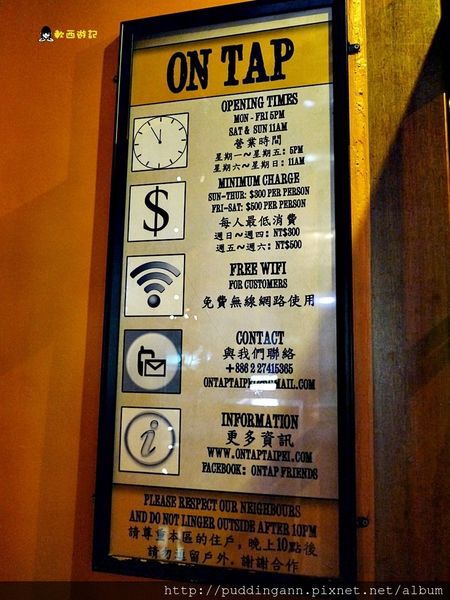 軟西遊記
ON TAP
OPENING TIMES
MON - FRI 5PM
SAT & SUN 11AM
營業時間
星期一～星期五：5PM
星期六～星期日：11AM
MINIMUM CHARGE
SUN-THUR: $300 PER PERSON
FRI-SAT: $500 PER PERSON
每人最低消費
週日～週四：NT$300
週五～週六：NT$500
$
FREE WIFI
FOR CUSTOMERS
免費無線網路使用
CONTACT
與我們聯絡
+886 2 27415365
i
INFORMATION
更多資訊
WWW.ONTAPTAIPEI.COM
FACEBOOK: ONTAP FRIENDS
PLEASE RESPECT OUR NEIGHBOURS
AND DO NOT LINGER OUTSIDE AFTER 10PM
請尊重本區的住戶，晚上10點後
請勿逗留戶外，謝謝合作
http://puddingann.pixnet.net/album